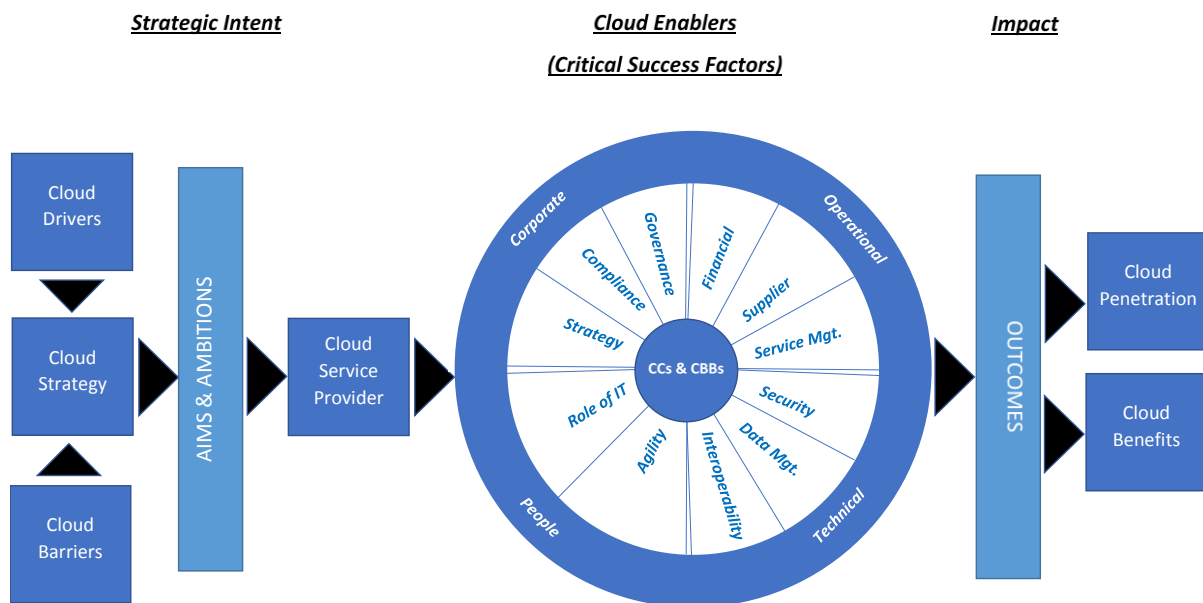 Strategic Intent
Cloud Enablers
(Critical Success Factors)
Impact
Cloud
Drivers
Cloud
Strategy
Cloud
Barriers
AIMS & AMBITIONS
Cloud
Service
Provider
Corporate
Operational
Technical
People
Governance
Compliance
Strategy
Financial
Supplier
Service Mgt.
CCs & CBBs
Security
Data Mgt.
Interoperability
Role of IT
Agility
OUTCOMES
Cloud
Penetration
Cloud
Benefits